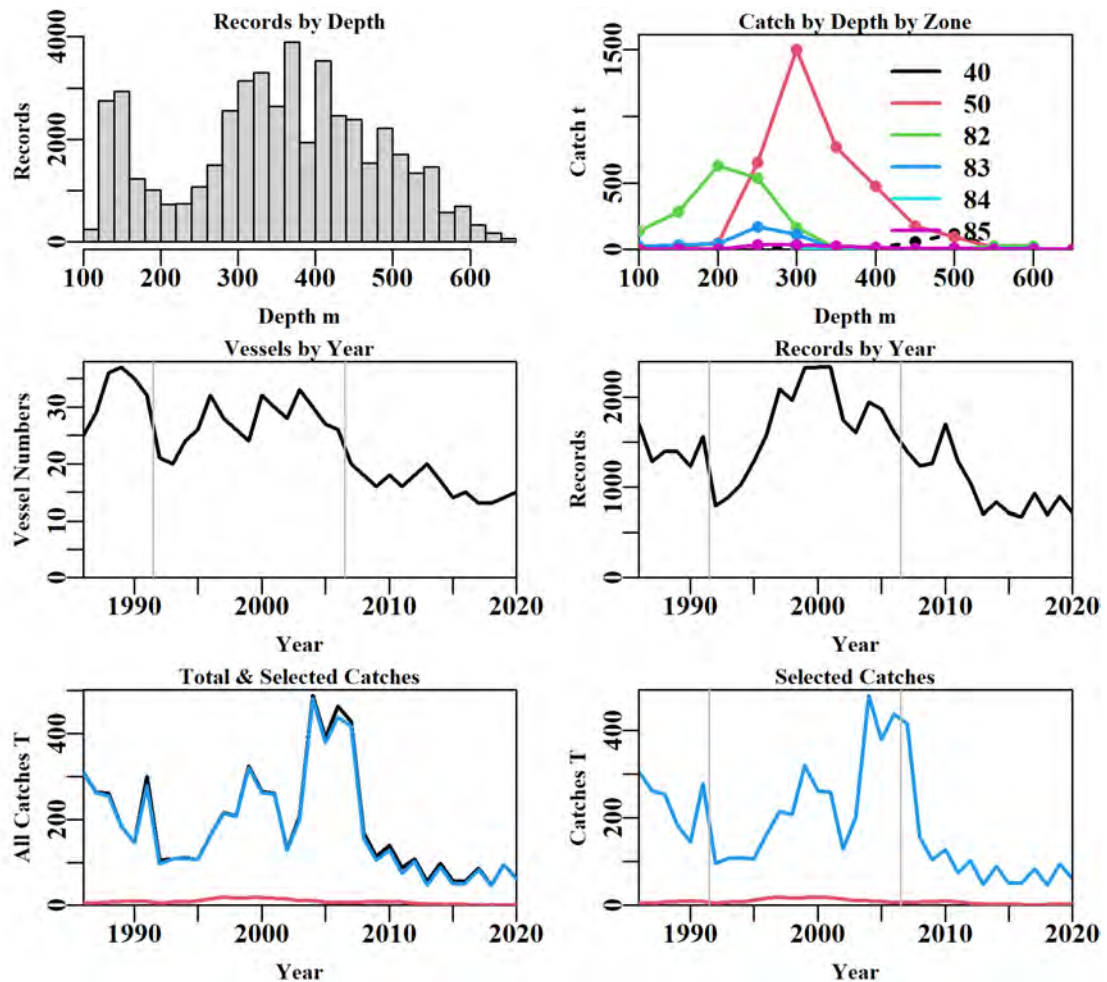 Records by Depth
Records
0
2000
4000
100
200
300
400
500
600
Depth m
Catch by Depth by Zone
Catch t
0
500
1500
100
200
300
400
500
600
Depth m
40
50
82
83
84
85
Vessels by Year
Vessel Numbers
0
10
20
30
1990
2000
2010
2020
Year
Records by Year
Records
0
1000
2000
1990
2000
2010
2020
Year
Total & Selected Catches
All Catches T
0
200
400
1990
2000
2010
2020
Year
Selected Catches
Catches T
0
200
400
1990
2000
2010
2020
Year